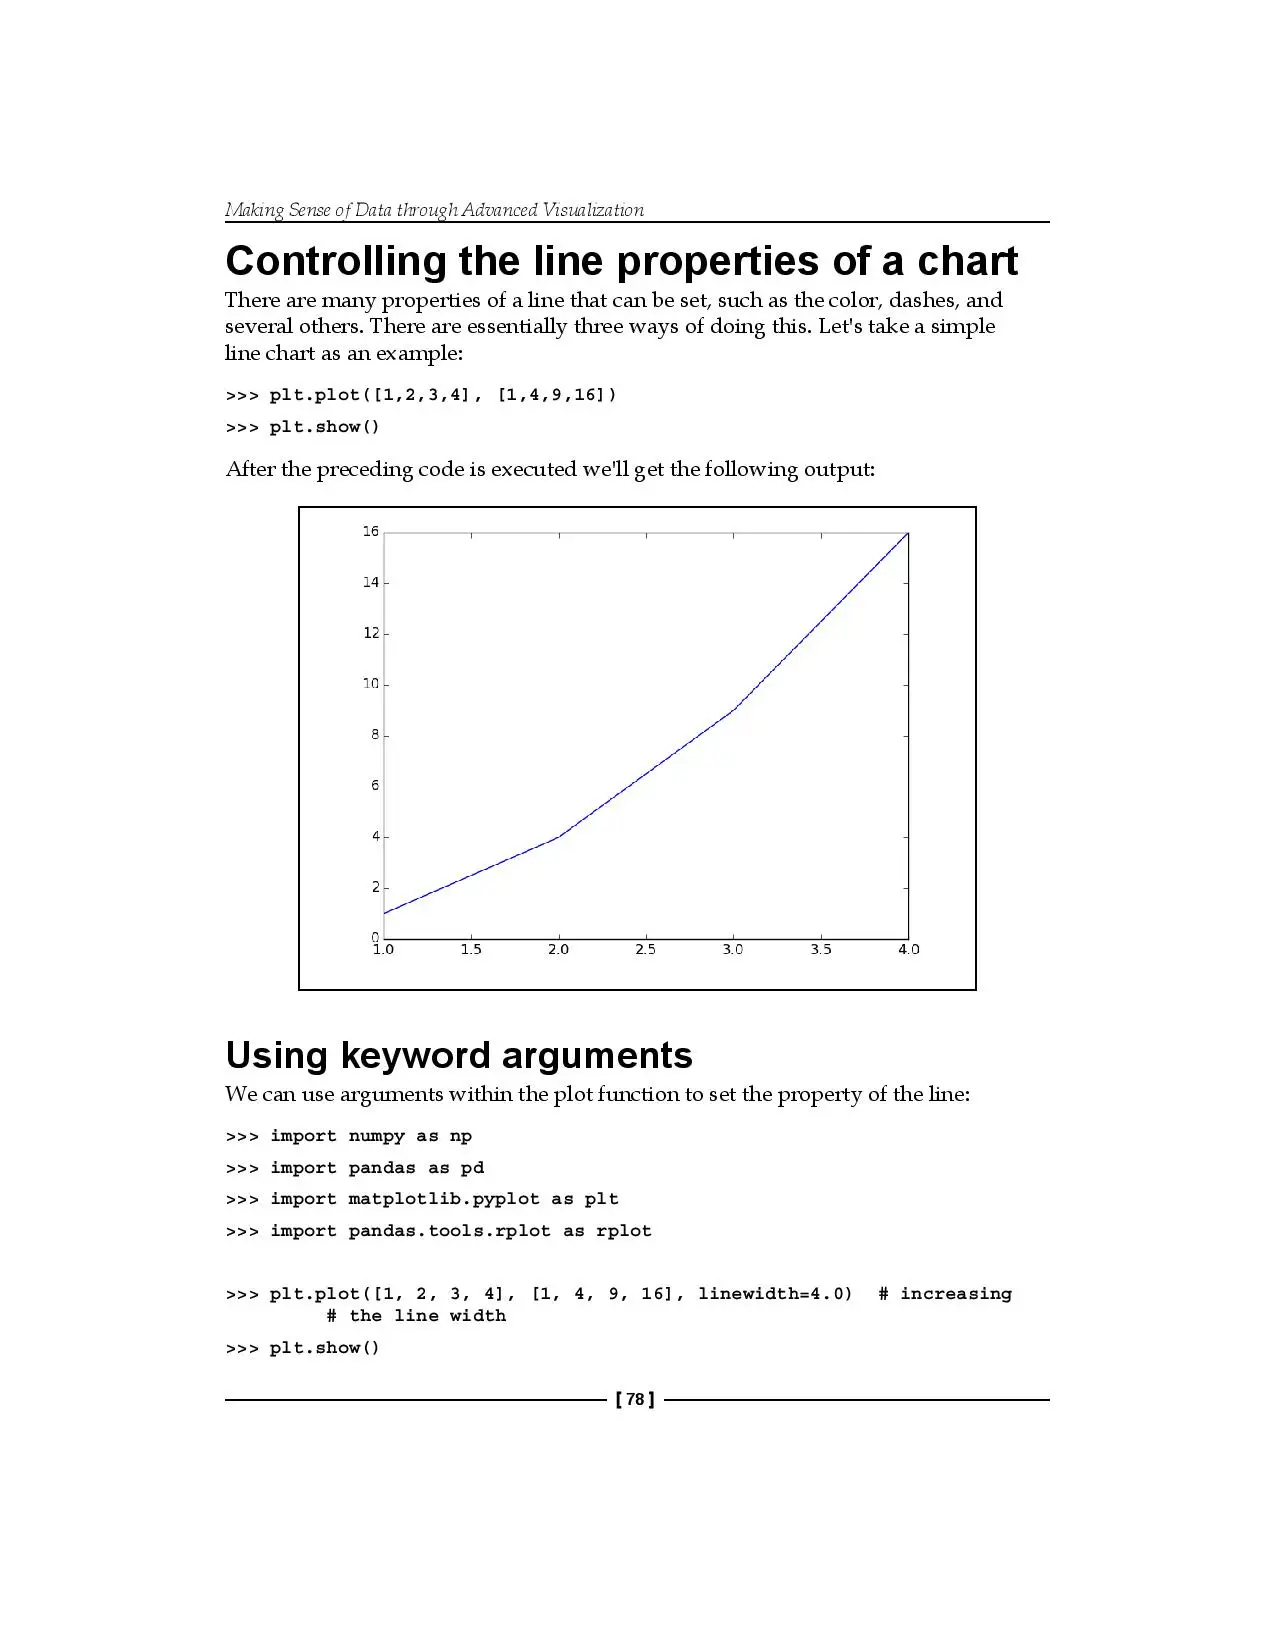 Making Sense of Data through Advanced Visualization
Controlling the line properties of a chart
There are many properties of a line that can be set, such as the color, dashes, and
several others. There are essentially three ways of doing this. Let's take a simple
line chart as an example:
>>> plt.plot([1,2,3,4], [1,4,9,16])
>>> plt.show()
After the preceding code is executed we'll get the following output:
16
14
12
10
8
6
4
2
0
1.0 1.5 2.0 2.5 3.0 3.5 4.0
Using keyword arguments
We can use arguments within the plot function to set the property of the line:
>>> import numpy as np
>>> import pandas as pd
>>> import matplotlib.pyplot as plt
>>> import pandas.tools.rplot as rplot
>>> plt.plot([1, 2, 3, 4], [1, 4, 9, 16], linewidth=4.0)  # increasing
# the line width
>>> plt.show()
[ 78 ]